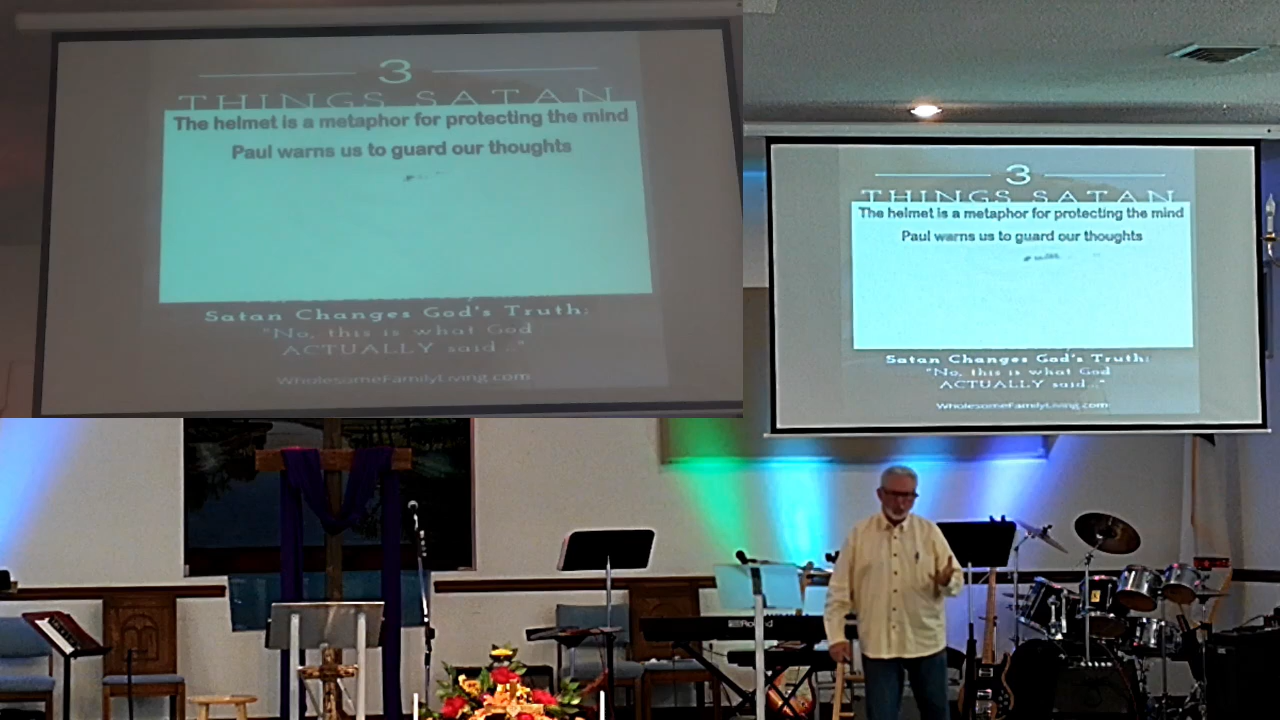 3
THINGS SATAN
The helmet is a metaphor for protecting the mind
Paul warns us to guard our thoughts
Satan Changes God's Truth:
"No, this is what God
ACTUALLY said..."
WholesomeFamilyLiving.com
3
THINGS SATAN
The helmet is a metaphor for protecting the mind
Paul warns us to guard our thoughts
Satan Changes God's Truth:
"No, this is what God
ACTUALLY said..."
WholesomeFamilyLiving.com
Roland